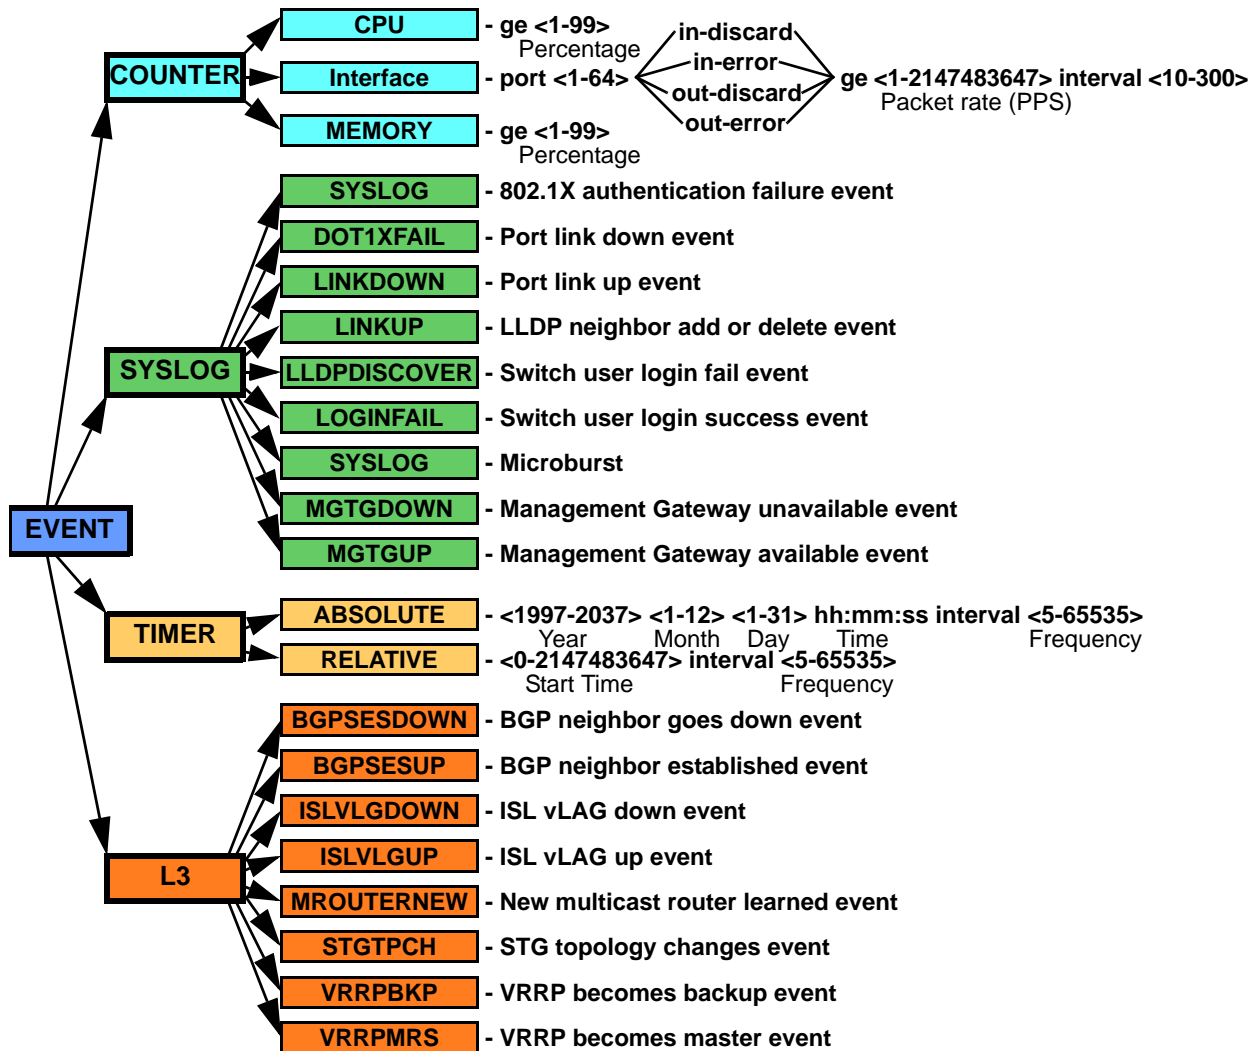 CPU - ge <1-99>
Percentage
in-discard
in-error
out-discard
out-error
COUNTER
Interface - port <1-64>
ge <1-2147483647> interval <10-300>
Packet rate (PPS)
MEMORY - ge <1-99>
Percentage
SYSLOG - 802.1X authentication failure event
DOT1XFAIL - Port link down event
LINKDOWN - Port link up event
LINKUP - LLDP neighbor add or delete event
SYSLOG
LLDPDISCOVER - Switch user login fail event
LOGINFAIL - Switch user login success event
SYSLOG - Microburst
MGTGDOWN - Management Gateway unavailable event
EVENT
MGTGUP - Management Gateway available event
ABSOLUTE - <1997-2037> <1-12> <1-31> hh:mm:ss interval <5-65535>
Year Month Day Time Frequency
TIMER
RELATIVE - <0-2147483647> interval <5-65535>
Start Time Frequency
BGPSESDOWN - BGP neighbor goes down event
BGPSESUP - BGP neighbor established event
ISLVLGDOWN - ISL vLAG down event
ISLVLGUP - ISL vLAG up event
L3
MROUTERNEW - New multicast router learned event
STGTPCH - STG topology changes event
VRRPBKP - VRRP becomes backup event
VRRPMRS - VRRP becomes master event